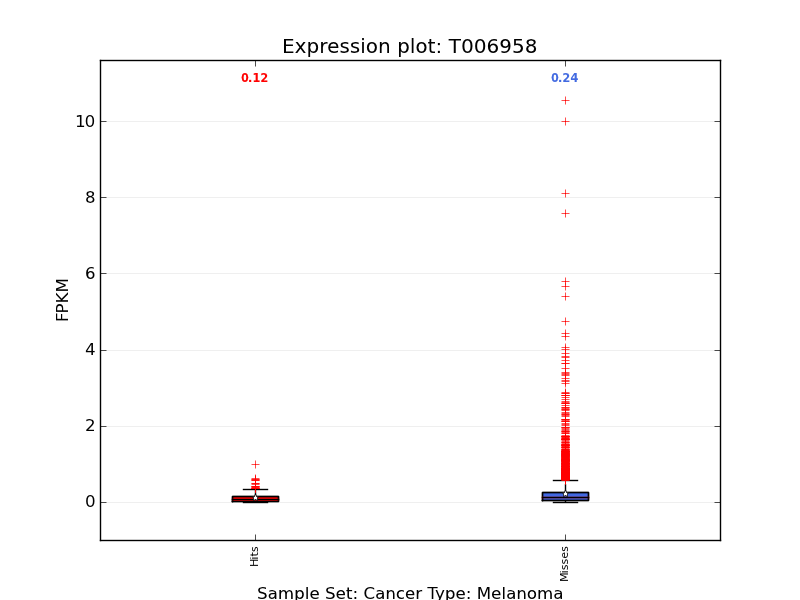 Expression plot: T006958
0.12
0.24
10
8
6
4
2
0
FPKM
Hits
Misses
Sample Set: Cancer Type: Melanoma